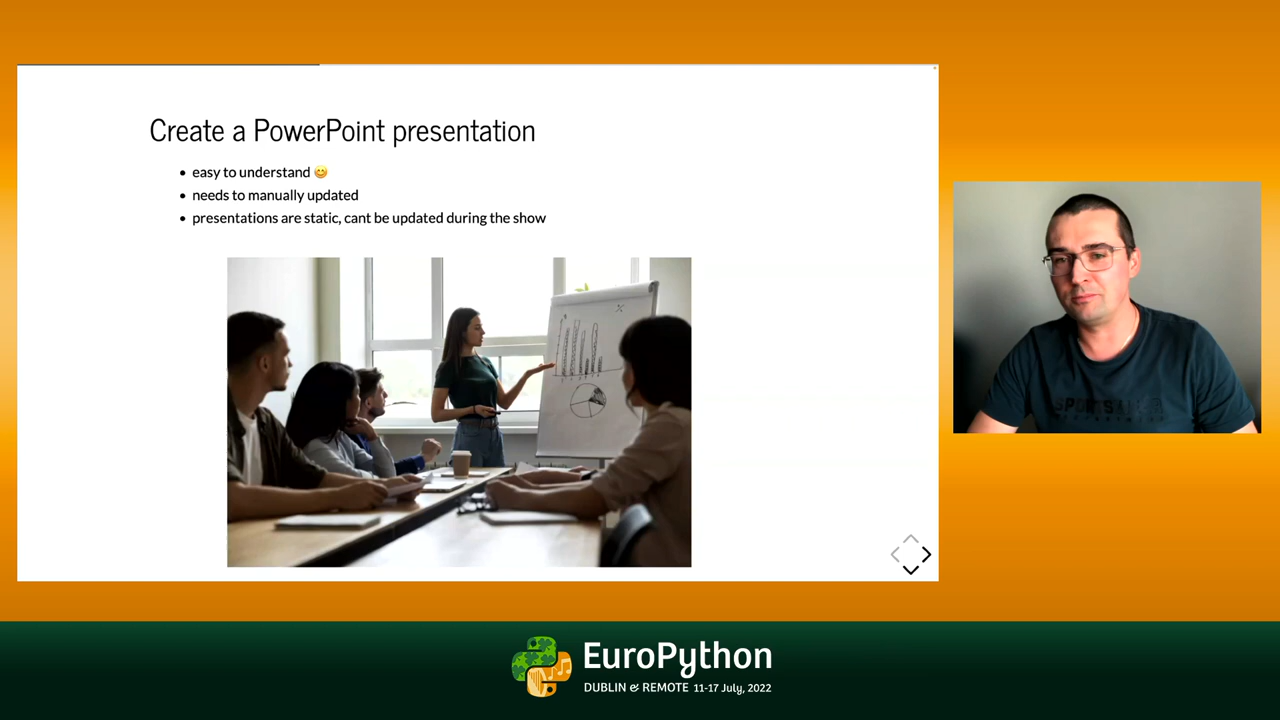 Create a PowerPoint presentation
• easy to understand 😊
• needs to manually updated
• presentations are static, cant be updated during the show
EuroPython
DUBLIN & REMOTE 11-17 July, 2022